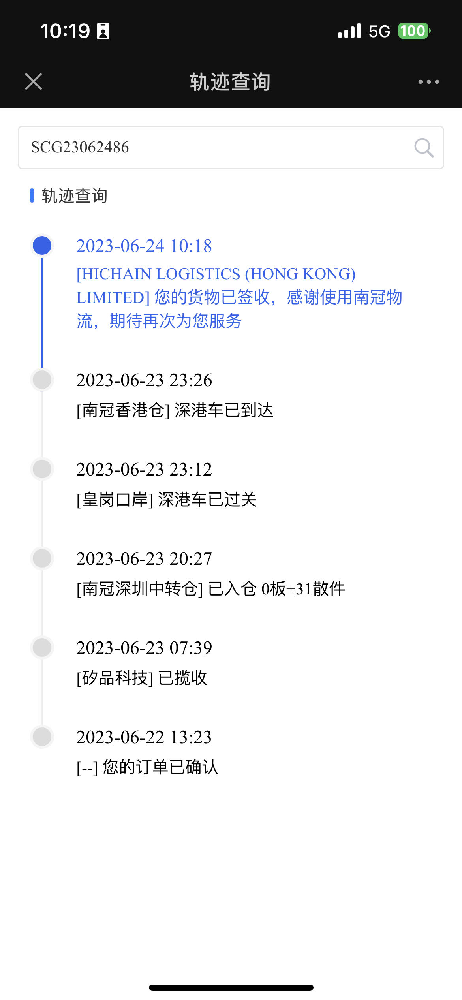 10:19
5G 100
轨迹查询
SCG23062486
轨迹查询
2023-06-24 10:18
[HICHAIN LOGISTICS (HONG KONG)
LIMITED] 您的货物已签收，感谢使用南冠物
流，期待再次为您服务
2023-06-23 23:26
[南冠香港仓] 深港车已到达
2023-06-23 23:12
[皇岗口岸] 深港车已过关
2023-06-23 20:27
[南冠深圳中转仓] 已入仓 0板+31散件
2023-06-23 07:39
[矽品科技] 已揽收
2023-06-22 13:23
[--] 您的订单已确认